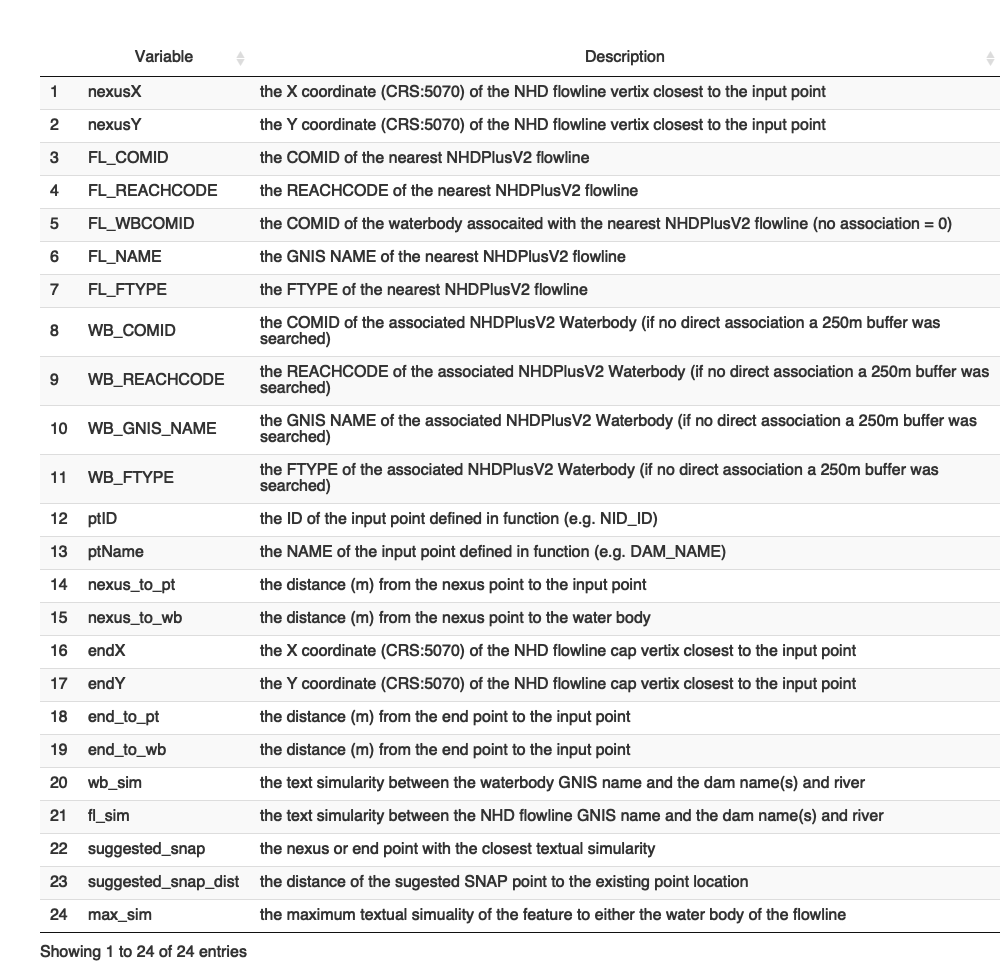 Variable Description
1 nexusX the X coordinate (CRS:5070) of the NHD flowline vertix closest to the input point
2 nexusY the Y coordinate (CRS:5070) of the NHD flowline vertix closest to the input point
3 FL_COMID the COMID of the nearest NHDPlusV2 flowline
4 FL_REACHCODE the REACHCODE of the nearest NHDPlusV2 flowline
5 FL_WBCOMID the COMID of the waterbody assocaited with the nearest NHDPlusV2 flowline (no association = 0)
6 FL_NAME the GNIS NAME of the nearest NHDPlusV2 flowline
7 FL_FTYPE the FTYPE of the nearest NHDPlusV2 flowline
8 WB_COMID the COMID of the associated NHDPlusV2 Waterbody (if no direct association a 250m buffer was
searched)
9 WB_REACHCODE the REACHCODE of the associated NHDPlusV2 Waterbody (if no direct association a 250m buffer was
searched)
10 WB_GNIS_NAME the GNIS NAME of the associated NHDPlusV2 Waterbody (if no direct association a 250m buffer was
searched)
11 WB_FTYPE the FTYPE of the associated NHDPlusV2 Waterbody (if no direct association a 250m buffer was
searched)
12 ptID the ID of the input point defined in function (e.g. NID_ID)
13 ptName the NAME of the input point defined in function (e.g. DAM_NAME)
14 nexus_to_pt the distance (m) from the nexus point to the input point
15 nexus_to_wb the distance (m) from the nexus point to the water body
16 endX the X coordinate (CRS:5070) of the NHD flowline cap vertix closest to the input point
17 endY the Y coordinate (CRS:5070) of the NHD flowline cap vertix closest to the input point
18 end_to_pt the distance (m) from the end point to the input point
19 end_to_wb the distance (m) from the end point to the input point
20 wb_sim the text simularity between the waterbody GNIS name and the dam name(s) and river
21 fl_sim the text simularity between the NHD flowline GNIS name and the dam name(s) and river
22 suggested_snap the nexus or end point with the closest textual simularity
23 suggested_snap_dist the distance of the sugested SNAP point to the existing point location
24 max_sim the maximum textual simuality of the feature to either the water body of the flowline
Showing 1 to 24 of 24 entries